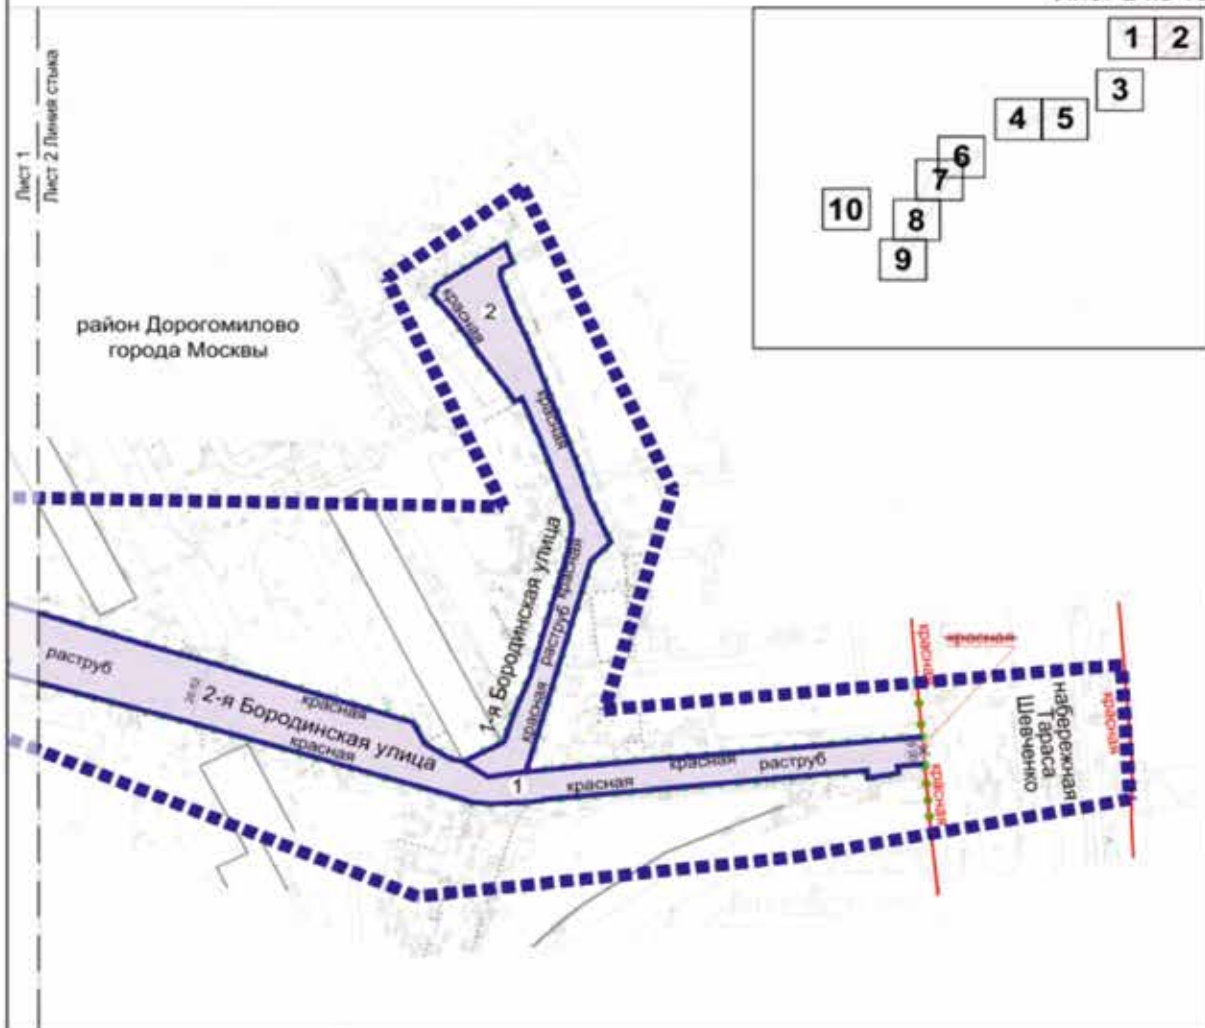 Лист 1
Лист 2 Линия стыка
1
2
3
4
5
6
7
8
9
10
район Дорогомилово
города Москвы
красная
2
красная
1-я Бородинская улица
красная
раструб
красная
раструб
2-я Бородинская улица
красная
красная
1
красная
красная
раструб
красная
красная
красная
набережная
Тараса
Шевченко
красная